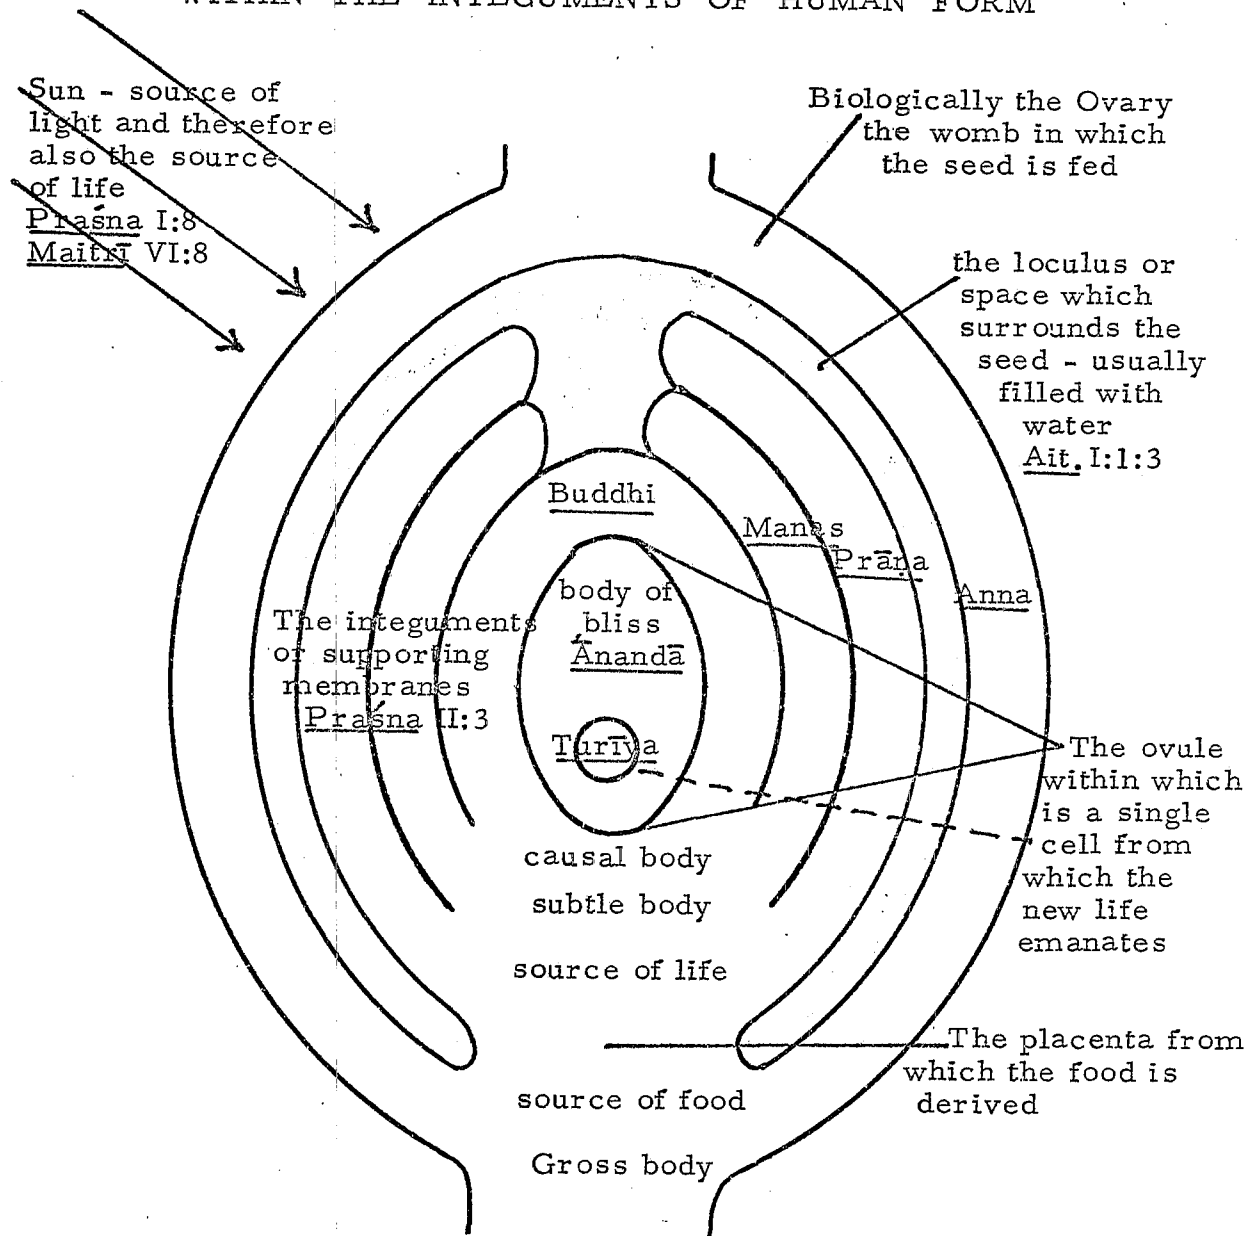 WITHIN THE INTEGUMENTS OF HUMAN FORM
Sun - source of
light and therefore
also the source
of life
Praśna I:8
Maitrī VI:8
Biologically the Ovary
the womb in which
the seed is fed
the loculus or
space which
surrounds the
seed - usually
filled with
water
Ait. I:1:3
Buddhi
Manas
Prāṇa
Anna
body of
bliss
Ānandā
Turīya
The integuments
or supporting
membranes
Praśna II:3
The ovule
within which
is a single
cell from
which the
new life
emanates
causal body
subtle body
source of life
The placenta from
which the food is
derived
source of food
Gross body